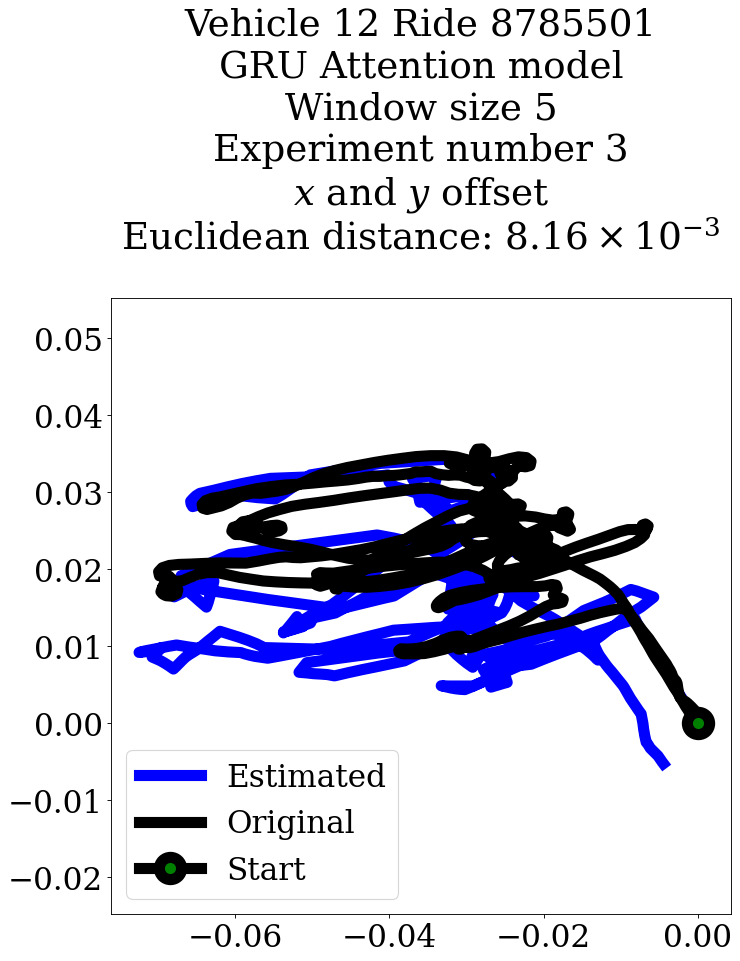 Vehicle 12 Ride 8785501
GRU Attention model
Window size 5
Experiment number 3
x and y offset
Euclidean distance: 8.16 × 10⁻³
0.05
0.04
0.03
0.02
0.01
0.00
−0.01
−0.02
Estimated
Original
Start
−0.06 −0.04 −0.02 0.00